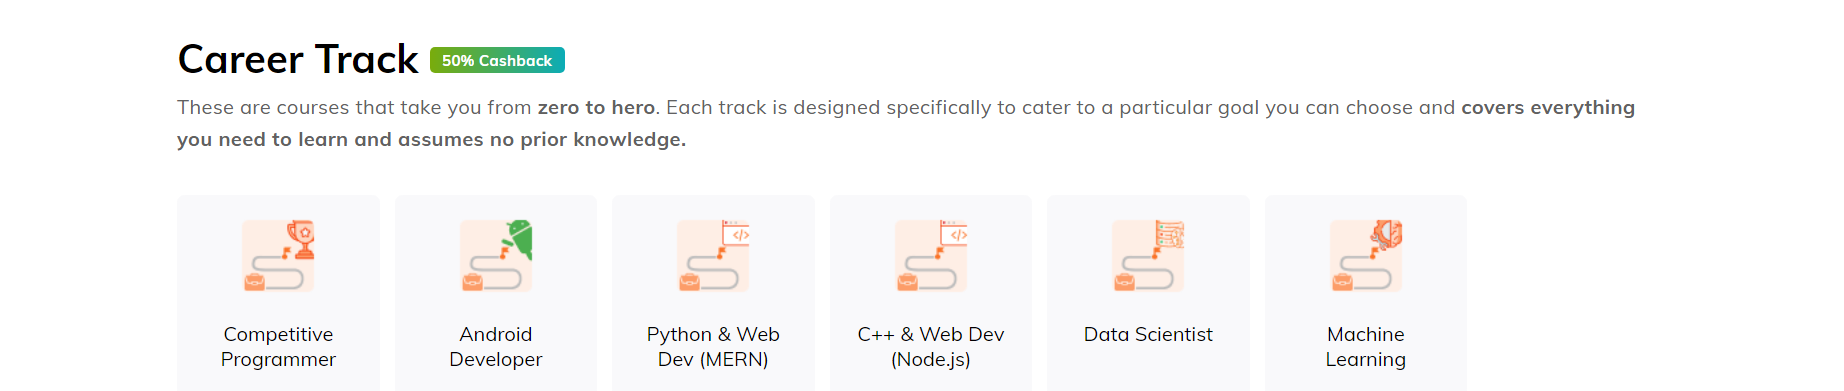 Career Track 50% Cashback
These are courses that take you from zero to hero. Each track is designed specifically to cater to a particular goal you can choose and covers everything
you need to learn and assumes no prior knowledge.
Competitive Programmer
Android Developer
Python & Web Dev (MERN)
C++ & Web Dev (Node.js)
Data Scientist
Machine Learning